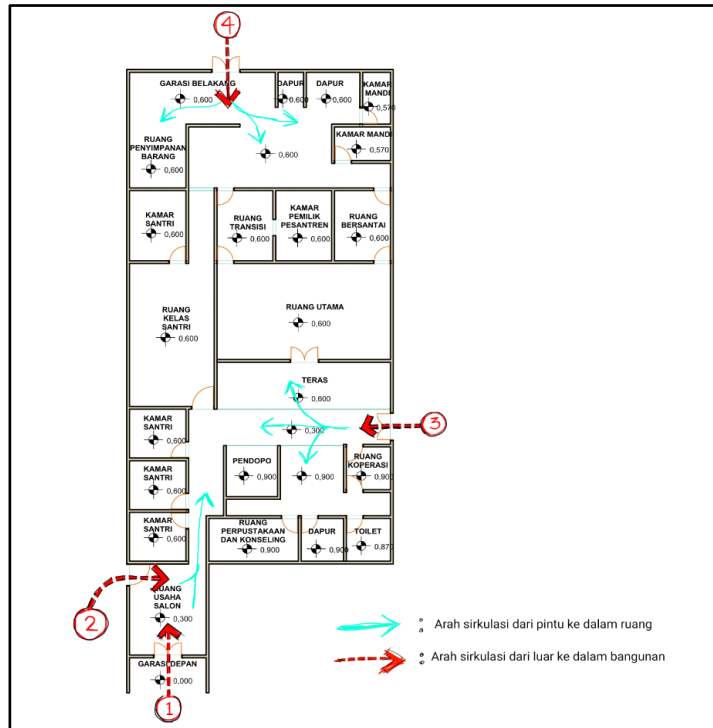 4
GARASI BELAKANG
0,600
DAPUR
0,600
DAPUR
0,600
KAMAR
MANDI
0,570
KAMAR MANDI
0,570
RUANG
PENYIMPANAN
BARANG
0,600
0,600
KAMAR
SANTRI
0,600
RUANG
TRANSISI
0,600
KAMAR
PEMILIK
PESANTREN
0,600
RUANG
BERSANTAI
0,600
RUANG
KELAS
SANTRI
0,600
RUANG UTAMA
0,600
TERAS
0,600
0,300
3
KAMAR
SANTRI
0,600
PENDOPO
0,900
0,900
RUANG
KOPERASI
0,900
KAMAR
SANTRI
0,600
KAMAR
SANTRI
0,600
RUANG
PERPUSTAKAAN
DAN KONSELING
0.900
DAPUR
0,900
TOILET
0,870
2
RUANG
USAHA
SALON
0,300
GARASI DEPAN
0,000
1
: Arah sirkulasi dari pintu ke dalam ruang
: Arah sirkulasi dari luar ke dalam bangunan